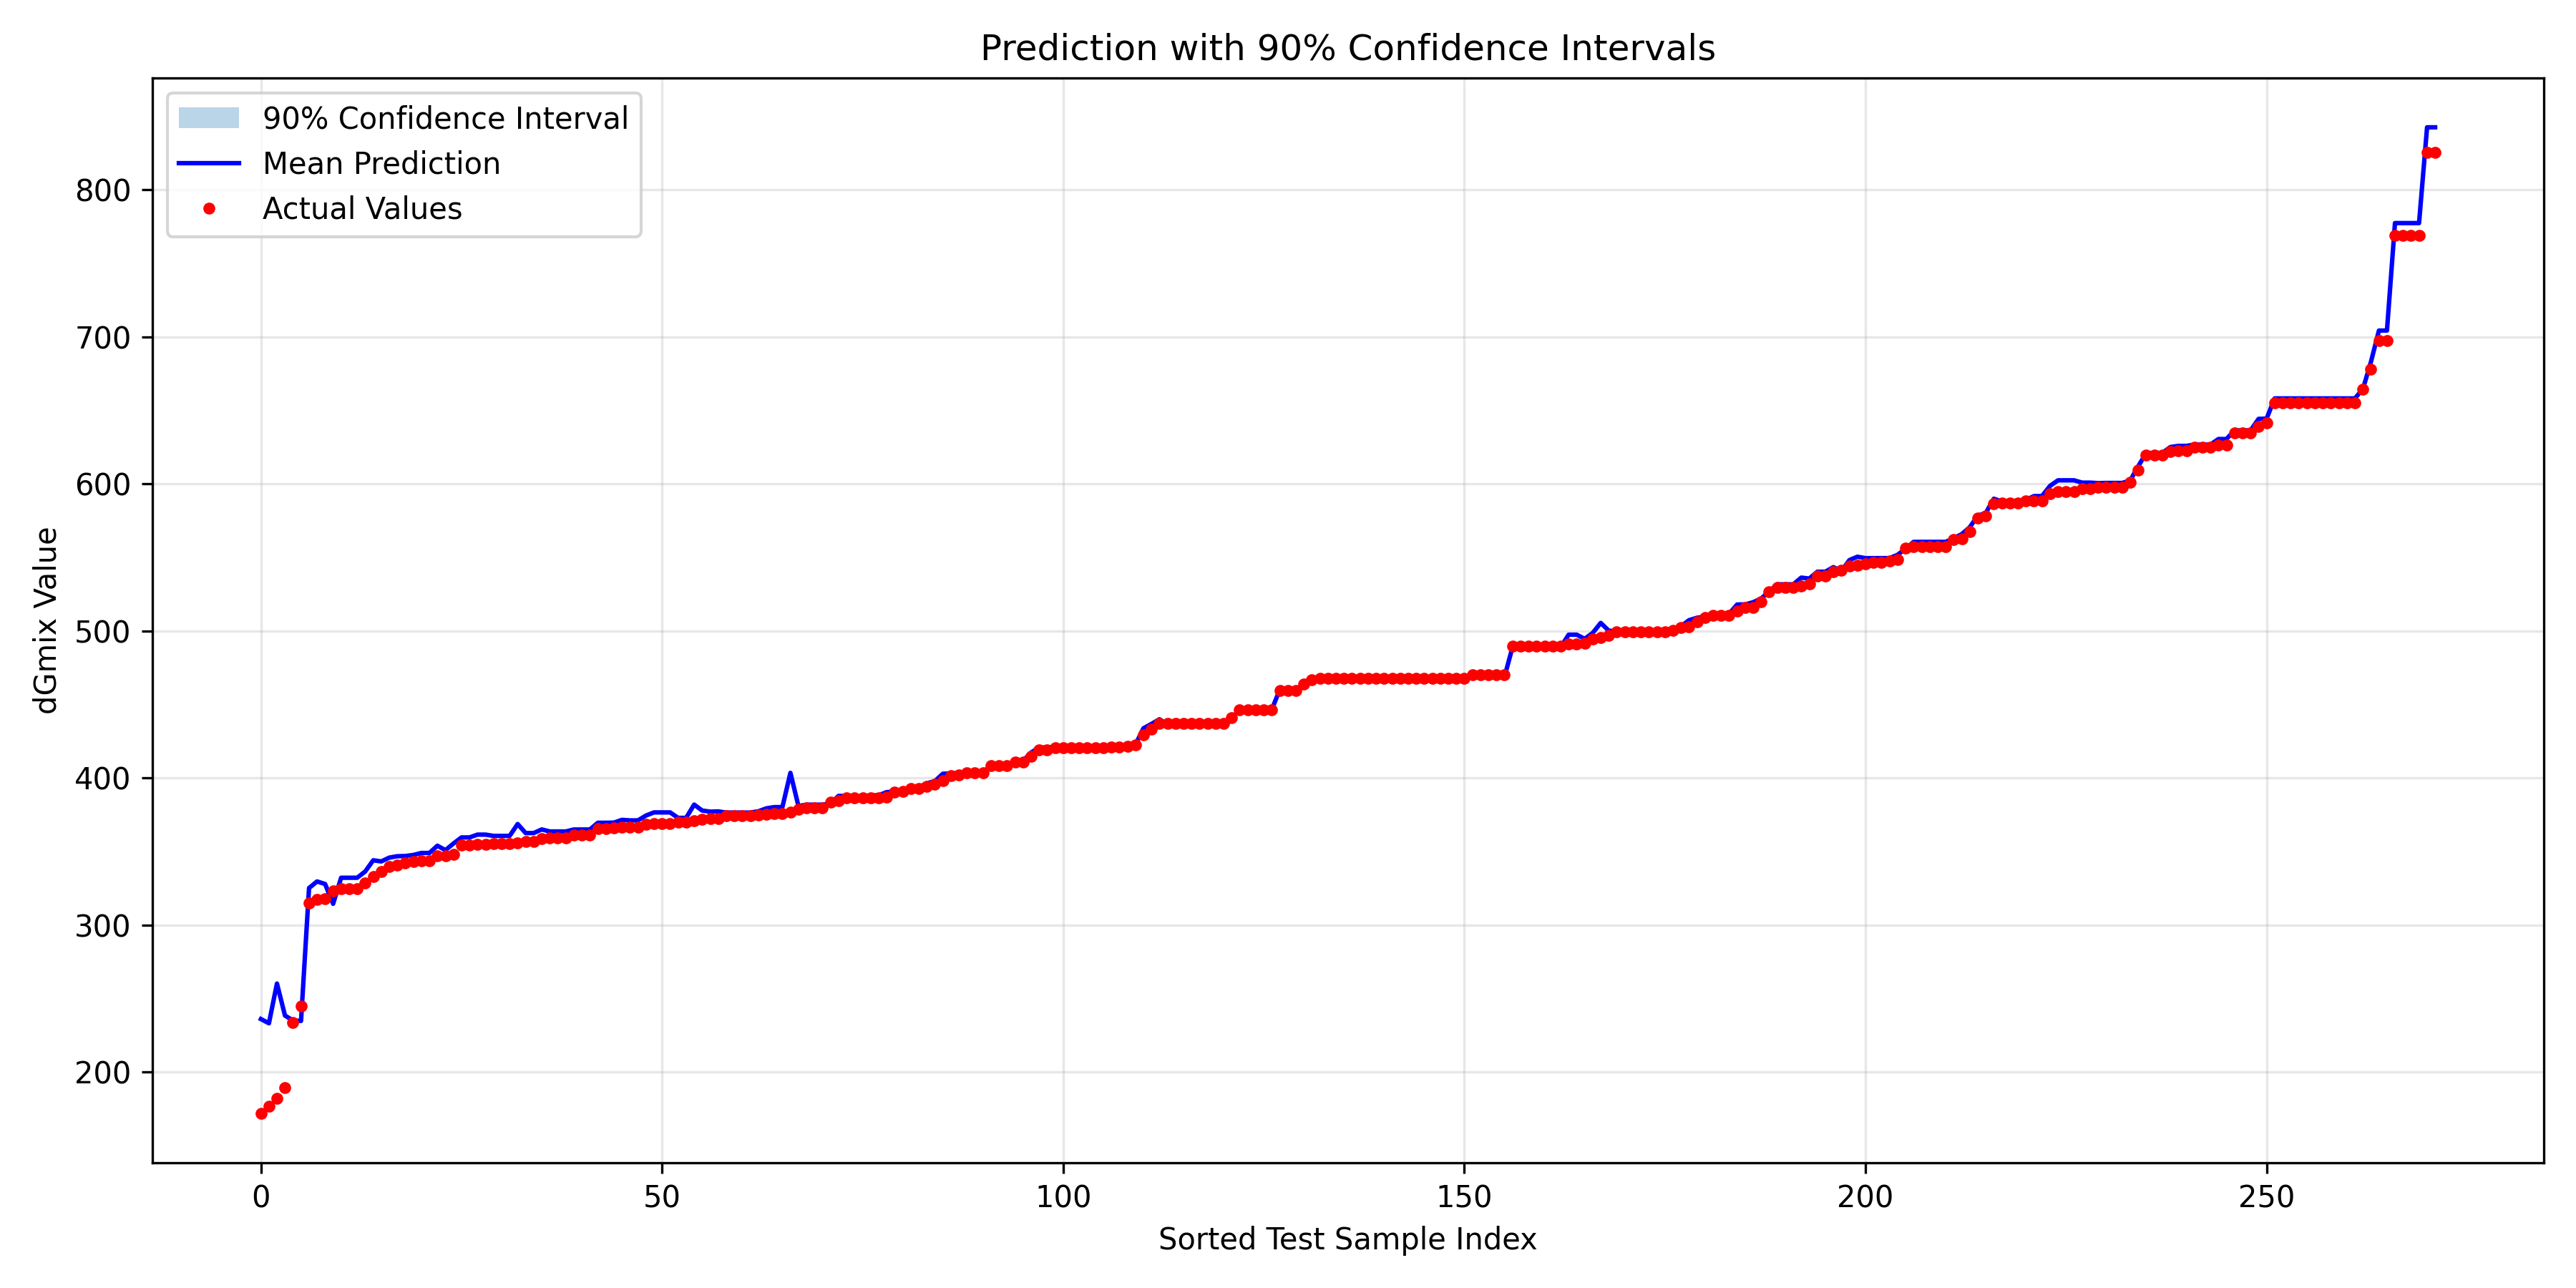 Prediction with 90% Confidence Intervals
90% Confidence Interval
Mean Prediction
Actual Values
800
700
600
500
400
300
200
dGmix Value
0 50 100 150 200 250
Sorted Test Sample Index